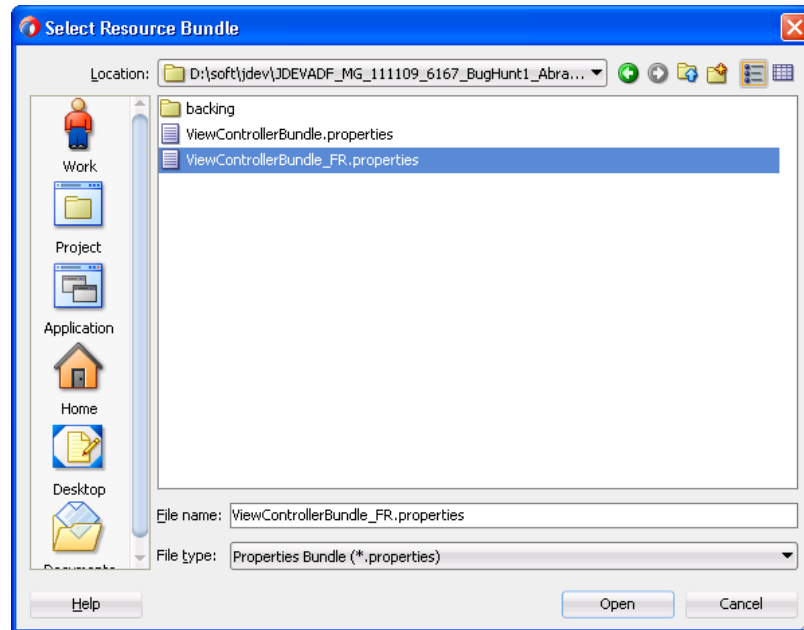 Select Resource Bundle
Location: D:\soft\jdev\JDEVADF_MG_111109_6167_BugHunt1_Abra...
backing
ViewControllerBundle.properties
ViewControllerBundle_FR.properties
Work
Project
Application
Home
Desktop
Documents
File name: ViewControllerBundle_FR.properties
File type: Properties Bundle (*.properties)
Help
Open
Cancel